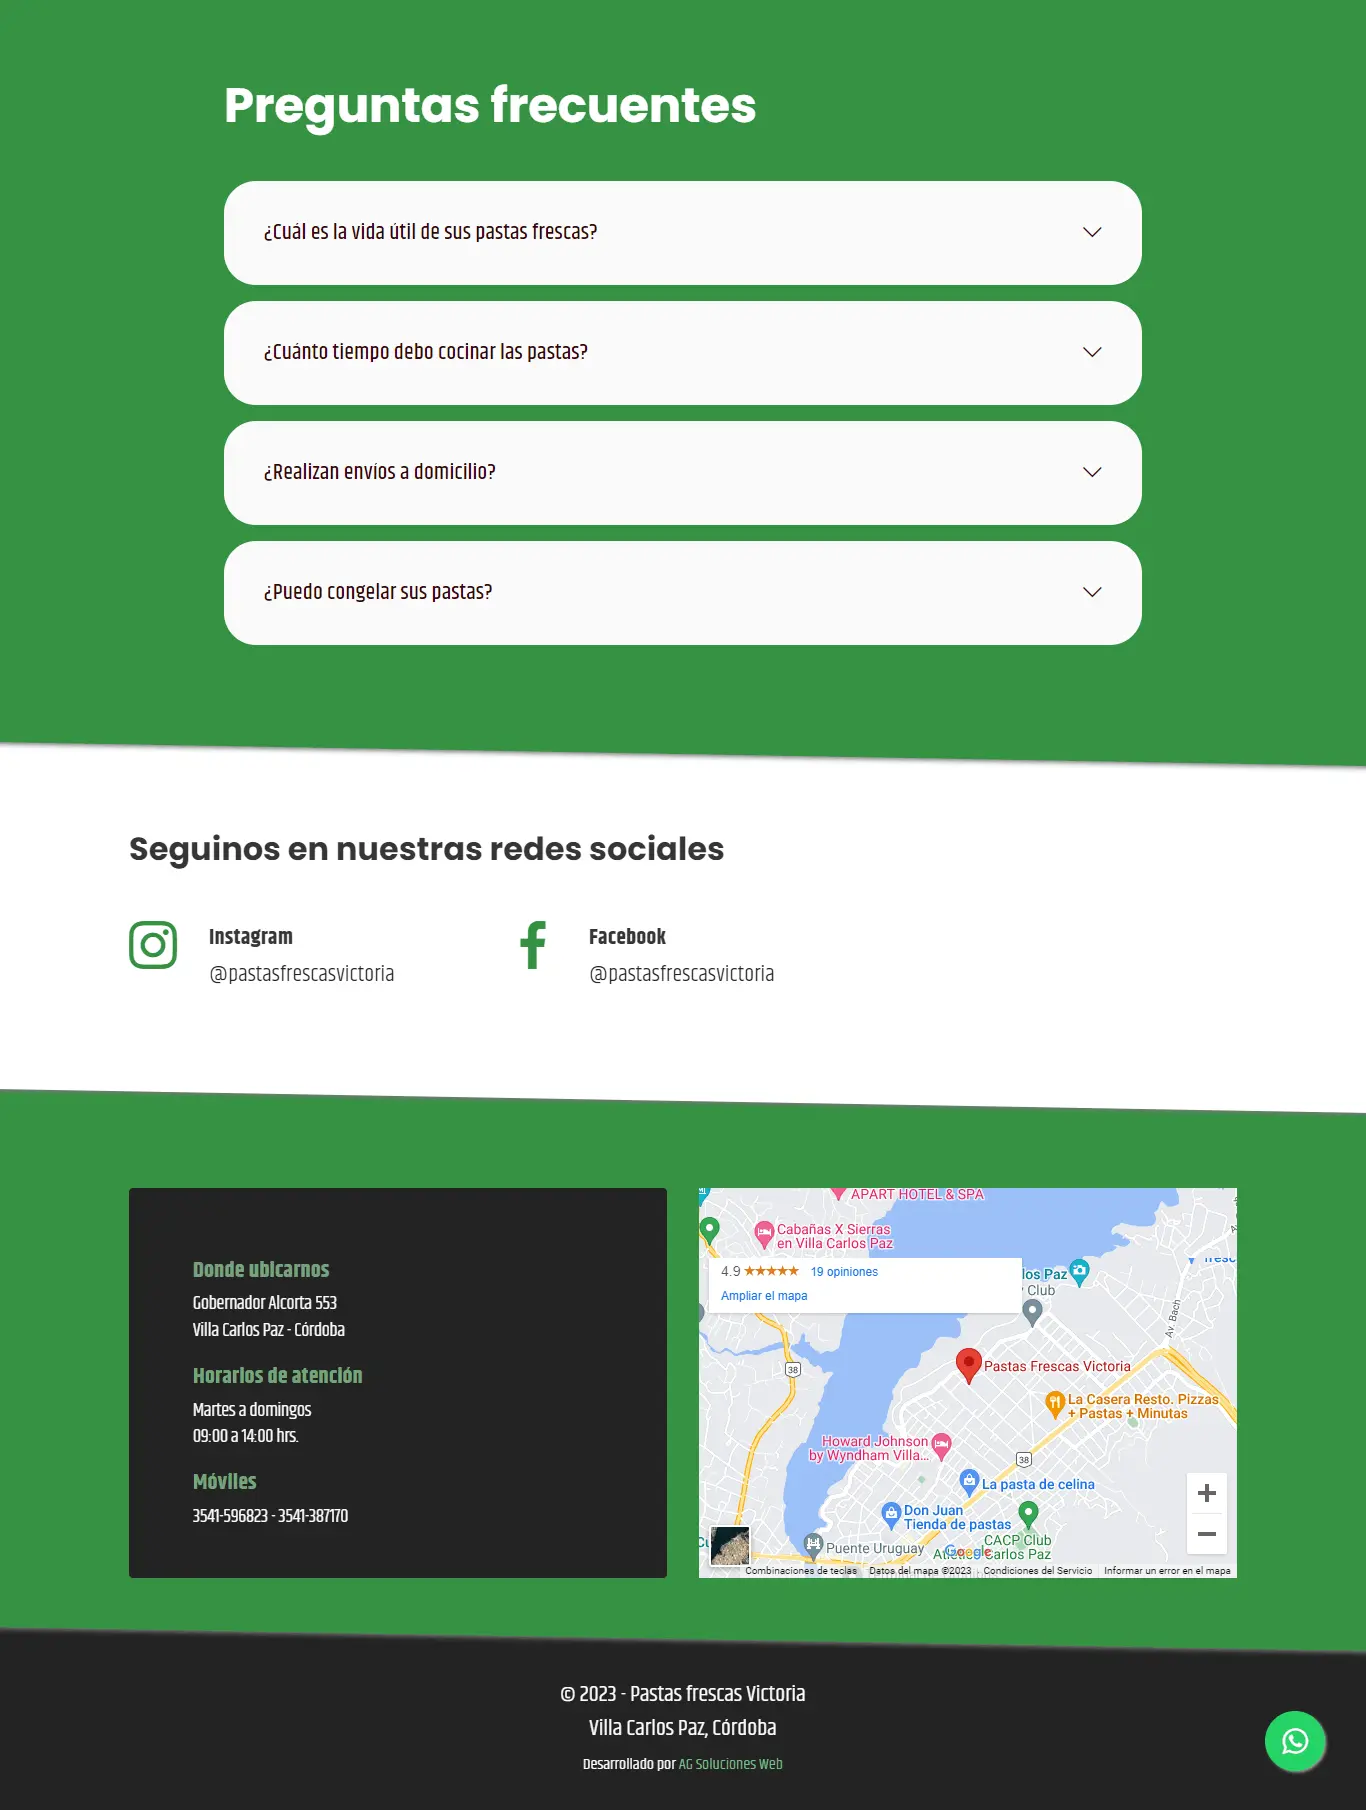 Preguntas frecuentes
¿Cuál es la vida útil de sus pastas frescas?
¿Cuánto tiempo debo cocinar las pastas?
¿Realizan envíos a domicilio?
¿Puedo congelar sus pastas?
Seguinos en nuestras redes sociales
Instagram
@pastasfrescasvictoria
Facebook
@pastasfrescasvictoria
Donde ubicarnos
Gobernador Alcorta 553
Villa Carlos Paz - Córdoba
Horarios de atención
Martes a domingos
09:00 a 14:00 hrs.
Móviles
3541-596823 - 3541-387170
APART HOTEL & SPA
Cabañas X Sierras
en Villa Carlos Paz
4.9 19 opiniones
Ampliar el mapa
los Paz
Club
Av. Bach
38
Pastas Frescas Victoria
La Casera Resto. Pizzas
+ Pastas + Minutas
Howard Johnson
by Wyndham Villa...
38
La pasta de celina
Don Juan
Tienda de pastas
CACP Club
Atlético Carlos Paz
Puente Uruguay
Google
Combinaciones de teclas Datos del mapa ©2023 Condiciones del Servicio Informar un error en el mapa
© 2023 - Pastas frescas Victoria
Villa Carlos Paz, Córdoba
Desarrollado por AG Soluciones Web